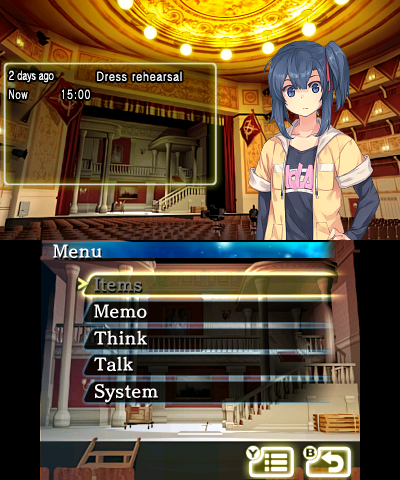 2 days ago Dress rehearsal
Now 15:00
Menu
Items
Memo
Think
Talk
System
Y B